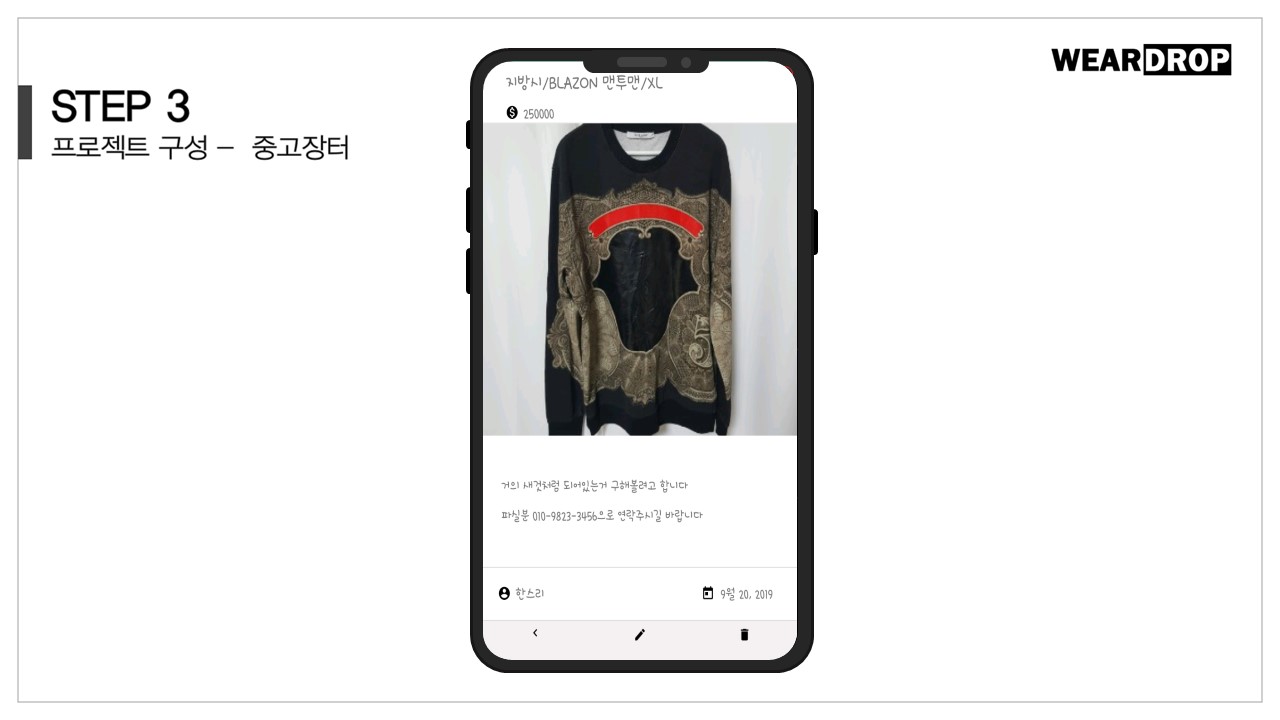 WEARDROP
STEP 3
프로젝트 구성 – 중고장터
지방시/BLAZON 맨투맨/XL
250000
거의 새것처럼 되어있는거 구해볼려고 합니다
파실분 010-9823-3456으로 연락주시길 바랍니다
한스리
9월 20, 2019